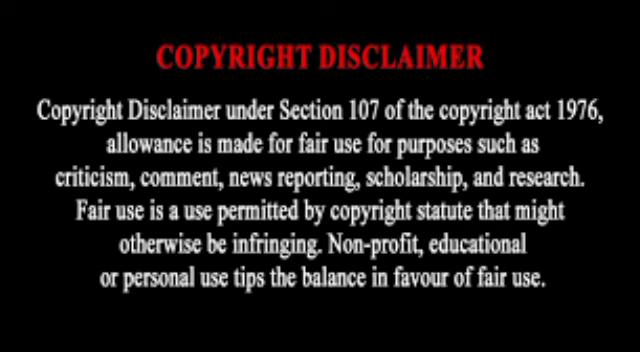 COPYRIGHT DISCLAIMER
Copyright Disclaimer under Section 107 of the copyright act 1976,
allowance is made for fair use for purposes such as
criticism, comment, news reporting, scholarship, and research.
Fair use is a use permitted by copyright statute that might
otherwise be infringing. Non-profit, educational
or personal use tips the balance in favour of fair use.